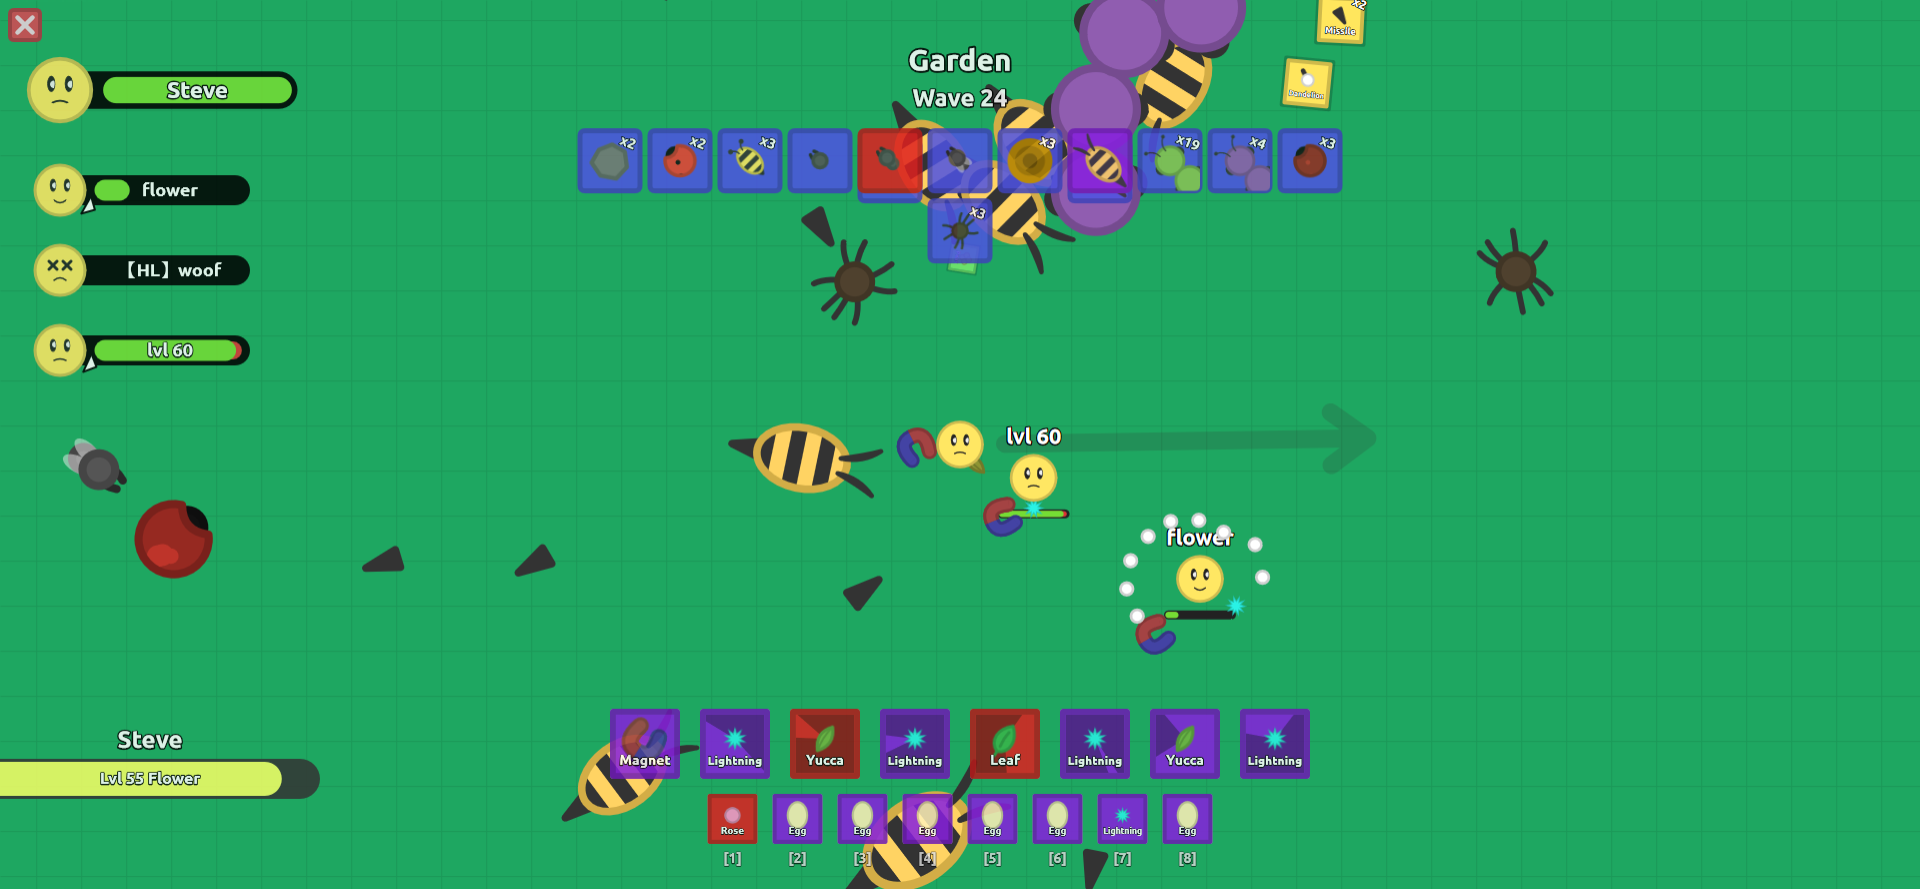 Garden
Wave 24
x2
Missile
Dandelion
Steve
flower
【HL】woof
lvl 60
x2
x2
x3
x3
x19
x4
x3
x3
lvl 60
flower
Steve
Lvl 55 Flower
Magnet
Lightning
Yucca
Lightning
Leaf
Lightning
Yucca
Lightning
Rose
Egg
Egg
Egg
Egg
Egg
Lightning
Egg
[1]
[2]
[3]
[4]
[5]
[6]
[7]
[8]